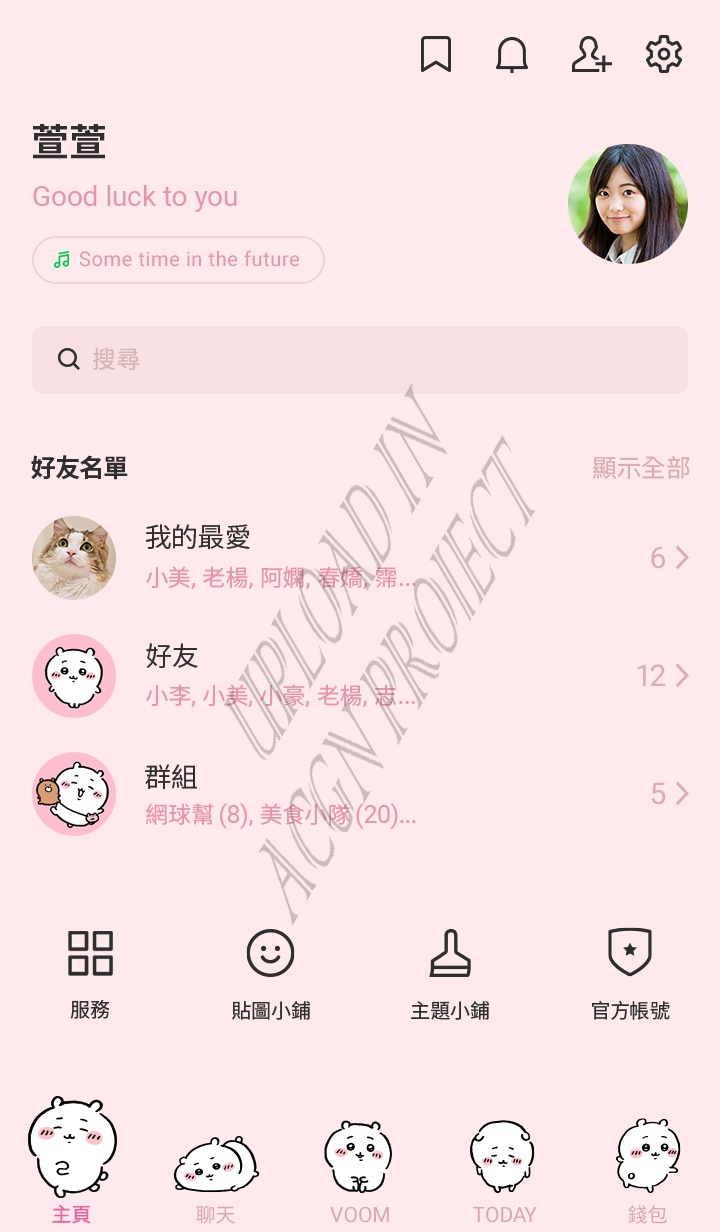 萱萱
Good luck to you
Some time in the future
搜尋
好友名單
顯示全部
我的最愛
小美, 老楊, 阿嫻, 春嬌, 霈...
6
好友
小李, 小美, 小豪, 老楊, 志...
12
群組
網球幫 (8), 美食小隊 (20)...
5
UPLOAD IN
ACGN PROJECT
服務
貼圖小鋪
主題小鋪
官方帳號
主頁
聊天
VOOM
TODAY
錢包